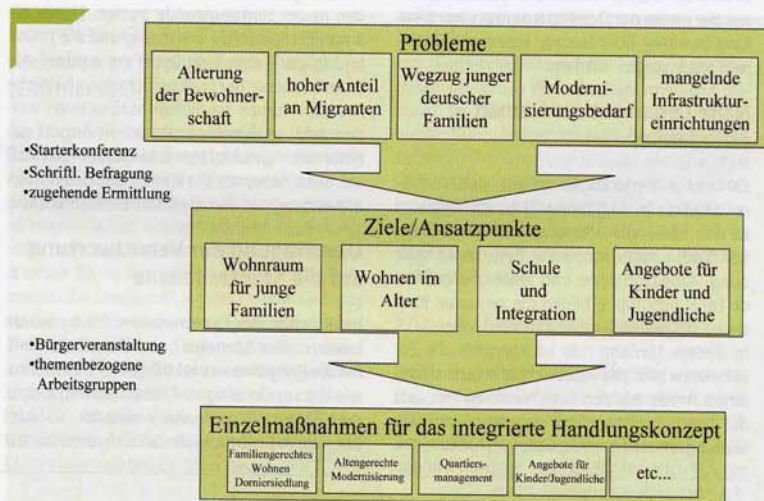 Probleme
Alterung
der Bewohner-
schaft
hoher Anteil
an Migranten
Wegzug junger
deutscher
Familien
Moderni-
sierungsbedarf
mangelnde
Infrastruktur-
einrichtungen
•Starterkonferenz
•Schriftl. Befragung
•zugehende Ermittlung
Ziele/Ansatzpunkte
Wohnraum
für junge
Familien
Wohnen im
Alter
Schule
und
Integration
Angebote für
Kinder und
Jugendliche
•Bürgerveranstaltung
•themenbezogene
Arbeitsgruppen
Einzelmaßnahmen für das integrierte Handlungskonzept
Familiengerechtes
Wohnen
Dorniersiedlung
Altengerechte
Modernisierung
Quartiers-
management
Angebote für
Kinder/Jugendliche
etc...